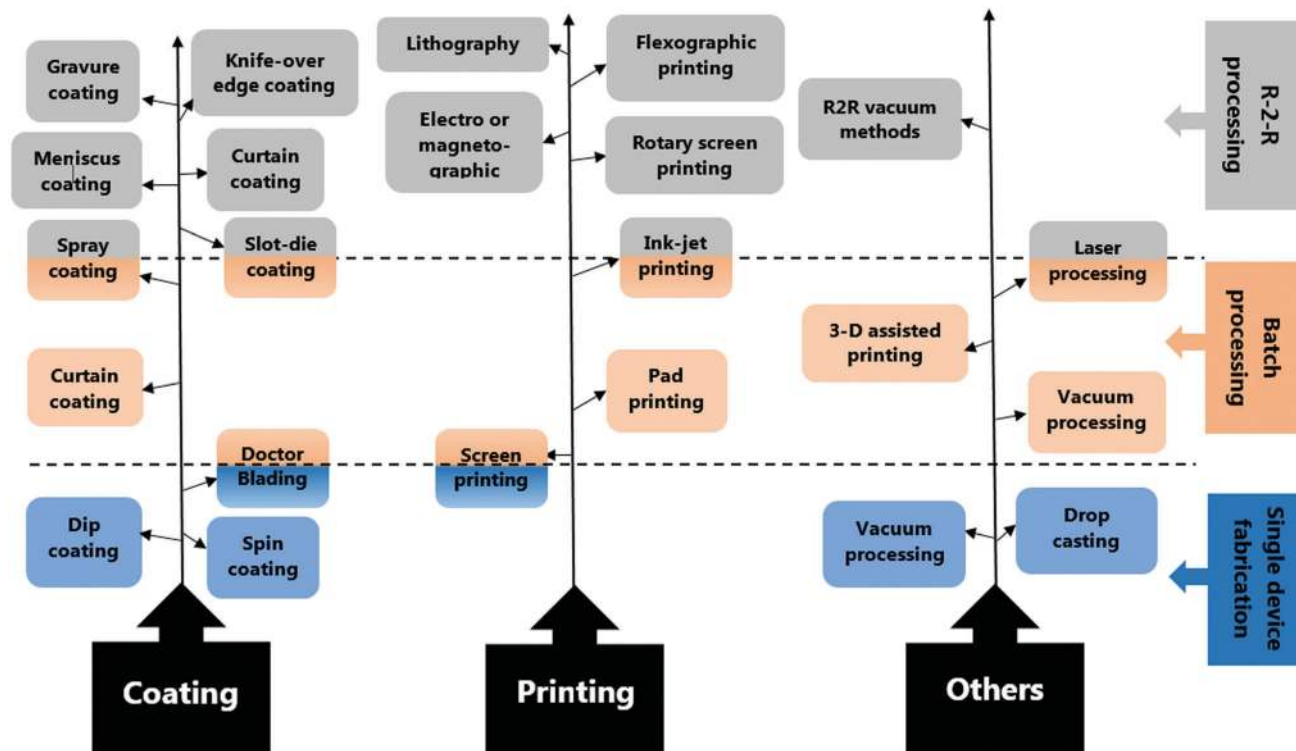 Gravure
coating
Knife-over
edge coating
Meniscus
coating
Curtain
coating
Spray
coating
Slot-die
coating
Curtain
coating
Doctor
Blading
Dip
coating
Spin
coating
Coating
Lithography
Flexographic
printing
Electro or
magneto-
graphic
Rotary screen
printing
Ink-jet
printing
Pad
printing
Screen
printing
Printing
R2R vacuum
methods
Laser
processing
3-D assisted
printing
Vacuum
processing
Vacuum
processing
Drop
casting
Others
R-2-R
processing
Batch
processing
Single device
fabrication